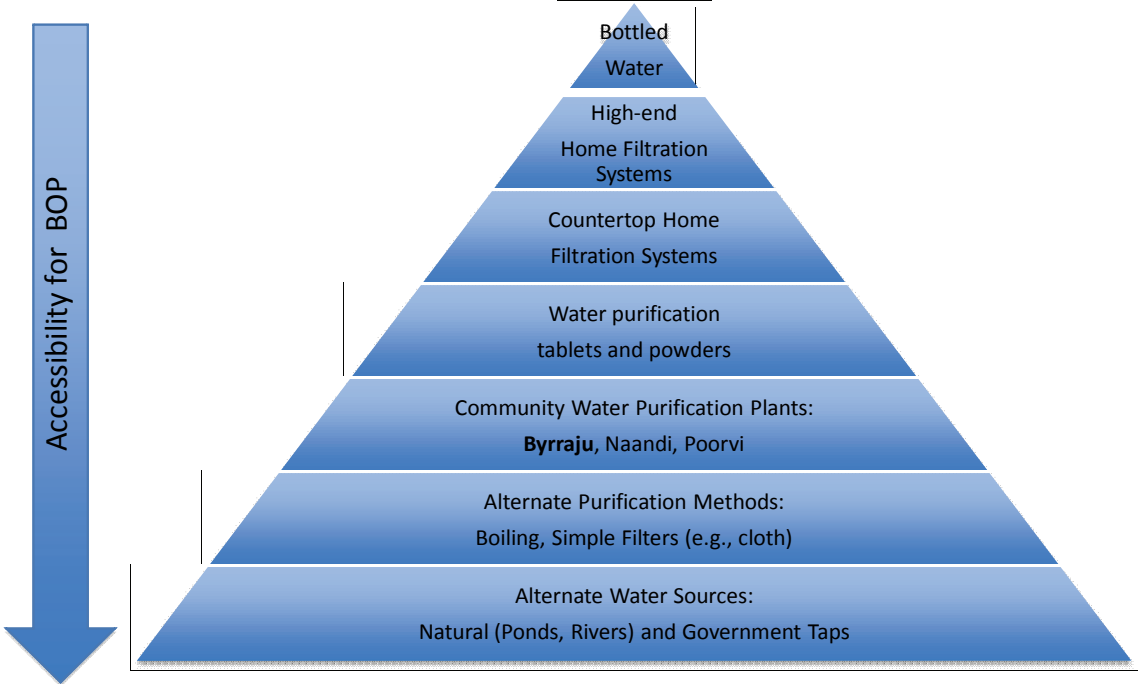 Accessibility for BOP
Bottled
Water
High-end
Home Filtration
Systems
Countertop Home
Filtration Systems
Water purification
tablets and powders
Community Water Purification Plants:
Byrraju, Naandi, Poorvi
Alternate Purification Methods:
Boiling, Simple Filters (e.g., cloth)
Alternate Water Sources:
Natural (Ponds, Rivers) and Government Taps